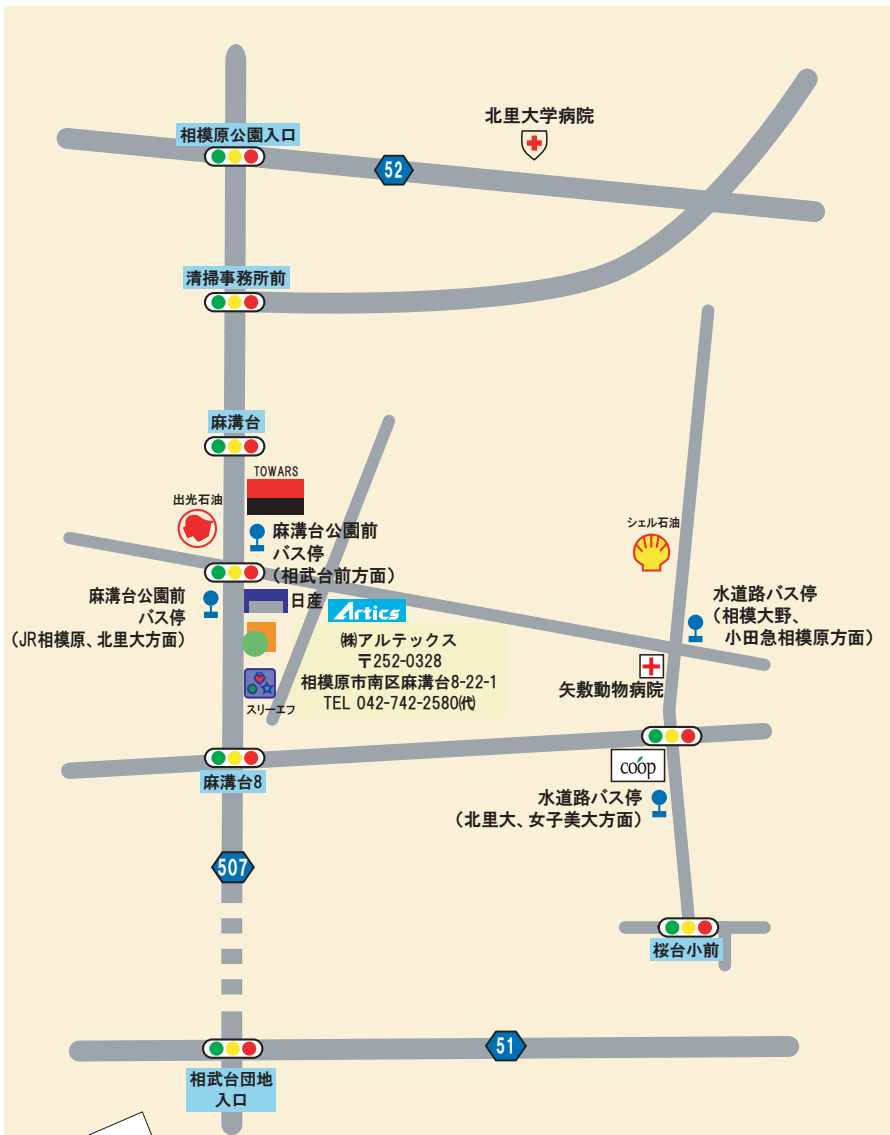 北里大学病院
相模原公園入口
52
清掃事務所前
麻溝台
TOWARS
出光石油
麻溝台公園前
バス停
(相武台前方面)
シェル石油
麻溝台公園前
バス停
(JR相模原、北里大方面)
日産
Artics
水道路バス停
(相模大野、
小田急相模原方面)
㈱アルテックス
〒252-0328
相模原市南区麻溝台8-22-1
TEL 042-742-2580㈹
スリーエフ
矢敷動物病院
麻溝台8
coop
水道路バス停
(北里大、女子美大方面)
507
桜台小前
51
相武台団地
入口